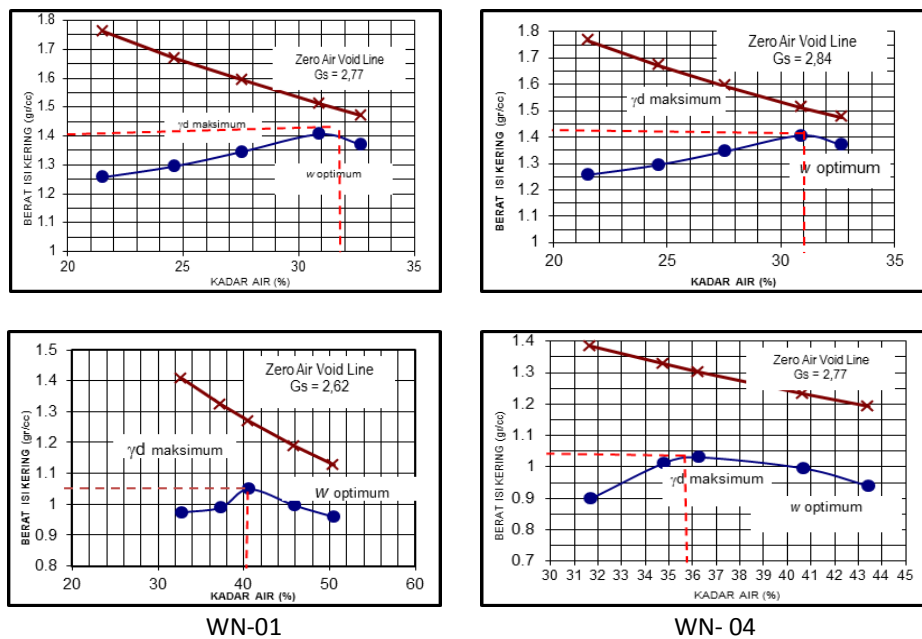 1.8
1.7
1.6
1.5
1.4
1.3
1.2
1.1
1
BERAT ISI KERING (gr/cc)
Zero Air Void Line
Gs = 2,77
γd maksimum
w optimum
20 25 30 35
KADAR AIR (%)
1.8
1.7
1.6
1.5
1.4
1.3
1.2
1.1
1
BERAT ISI KERING (gr/cc)
Zero Air Void Line
Gs = 2,84
γd maksimum
w optimum
20 25 30 35
KADAR AIR (%)
1.5
1.4
1.3
1.2
1.1
1
0.9
0.8
BERAT ISI KERING (gr/cc)
Zero Air Void Line
Gs = 2,62
γd maksimum
w optimum
20 30 40 50 60
KADAR AIR (%)
1.4
1.3
1.2
1.1
1
0.9
0.8
0.7
BERAT ISI KERING (gr/cc)
Zero Air Void Line
Gs = 2,77
γd maksimum
w optimum
30 31 32 33 34 35 36 37 38 39 40 41 42 43 44 45
KADAR AIR (%)
WN-01
WN- 04